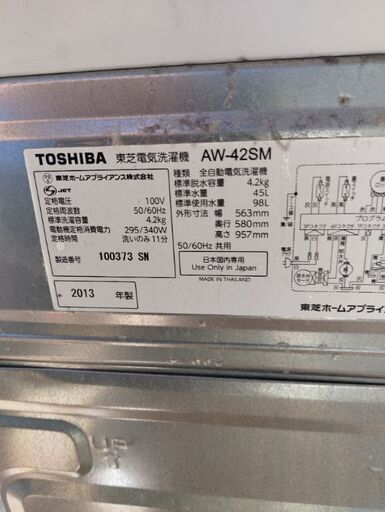 TOSHIBA 東芝電気洗濯機 AW-42SM
東芝ホームアプライアンス株式会社
JET
定格電圧 100V
定格周波数 50/60Hz
標準洗濯容量 4.2kg
電動機定格消費電力 295/340W
定格時間 洗いのみ 11分
製造番号 100373 SN
2013 年製
種類 全自動電気洗濯機
標準脱水容量 4.2kg
標準水量 45L
標準使用水量 98L
外形寸法 幅 563mm
奥行 580mm
高さ 957mm
50/60Hz 共用
日本国内専用
Use Only in Japan
MADE IN THAILAND
プログラ
東芝ホームアプライア
UP